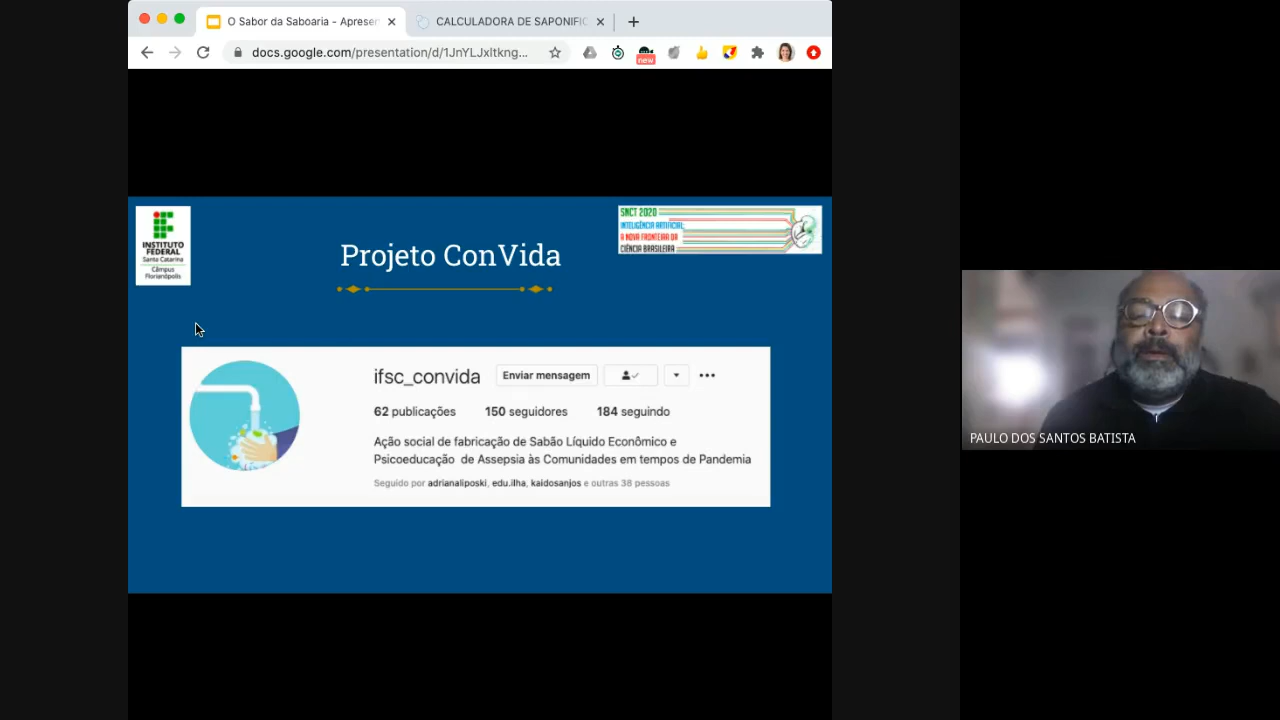 O Sabor da Saboaria - Apresen
CALCULADORA DE SAPONIFIC
docs.google.com/presentation/d/1JnYLJxltkng...
new
INSTITUTO
FEDERAL
Santa Catarina
Câmpus
Florianópolis
SNCT 2020
INTELIGÊNCIA ARTIFICIAL:
A NOVA FRONTEIRA DA
CIÊNCIA BRASILEIRA
Projeto ConVida
ifsc_convida Enviar mensagem
62 publicações 150 seguidores 184 seguindo
Ação social de fabricação de Sabão Líquido Econômico e
Psicoeducação de Assepsia às Comunidades em tempos de Pandemia
Seguido por adrianaliposki, edu.ilha, kaidosanjos e outras 38 pessoas
PAULO DOS SANTOS BATISTA